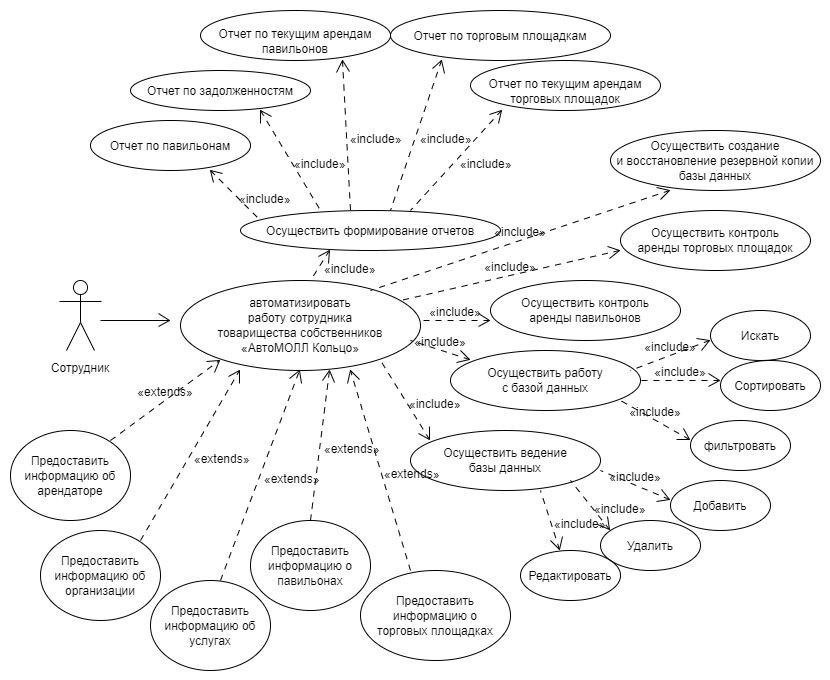 Отчет по текущим арендам
павильонов
Отчет по торговым площадкам
Отчет по задолженностям
Отчет по текущим арендам
торговых площадок
Отчет по павильонам
«include»
«include»
«include»
«include»
«include»
Осуществить создание
и восстановление резервной копии
базы данных
Осуществить формирование отчетов
«include»
Осуществить контроль
аренды торговых площадок
«include»
«include»
автоматизировать
работу сотрудника
товарищества собственников
«АвтоМОЛЛ Кольцо»
Сотрудник
«include»
Осуществить контроль
аренды павильонов
«include»
Осуществить работу
с базой данных
«include»
Искать
«include»
Сортировать
«include»
фильтровать
«include»
Осуществить ведение
базы данных
«include»
Добавить
«include»
Удалить
«include»
Редактировать
«extends»
«extends»
«extends»
«extends»
Предоставить
информацию об
арендаторе
Предоставить
информацию об
организации
Предоставить
информацию об
услугах
Предоставить
информацию о
павильонах
Предоставить
информацию о
торговых площадках